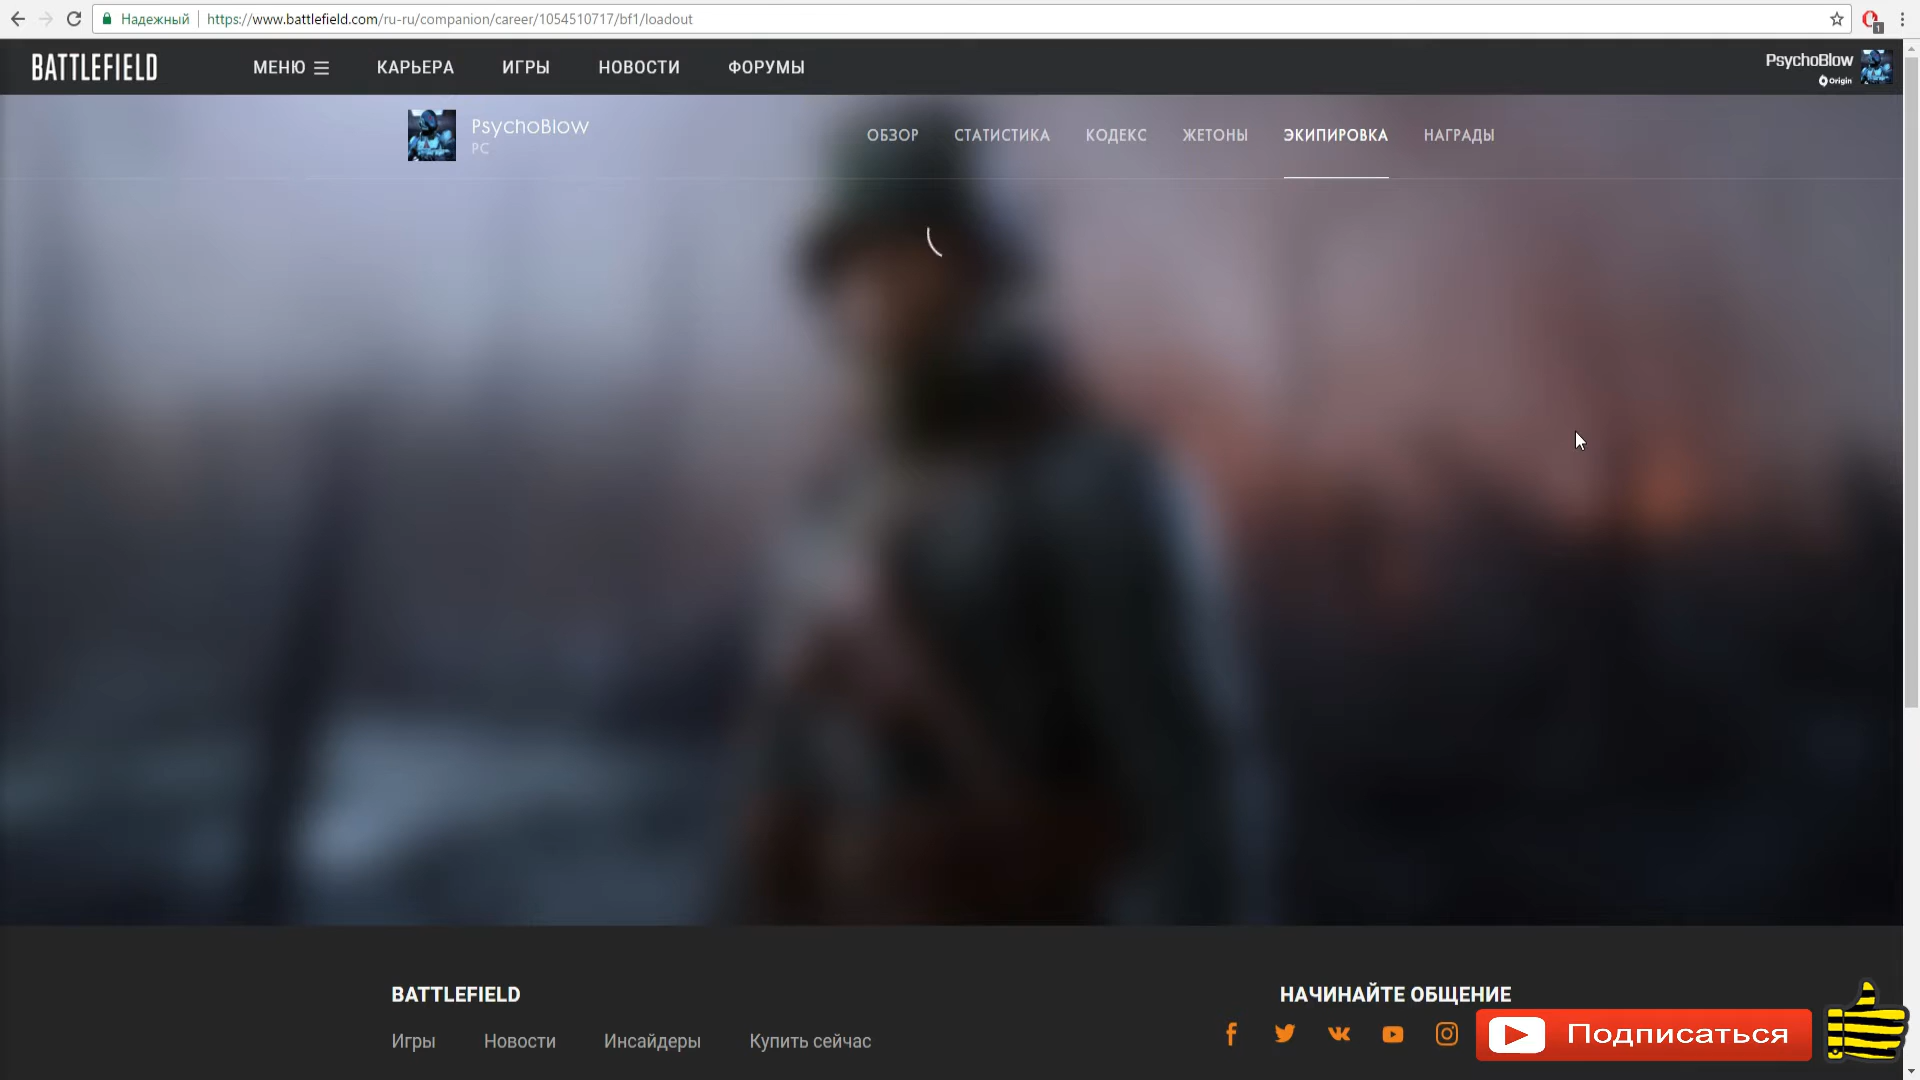 Надежный https://www.battlefield.com/ru-ru/companion/career/1054510717/bf1/loadout
1
BATTLEFIELD МЕНЮ КАРЬЕРА ИГРЫ НОВОСТИ ФОРУМЫ PsychoBlow
Origin
PsychoBlow
PC
ОБЗОР СТАТИСТИКА КОДЕКС ЖЕТОНЫ ЭКИПИРОВКА НАГРАДЫ
BATTLEFIELD
Игры Новости Инсайдеры Купить сейчас
НАЧИНАЙТЕ ОБЩЕНИЕ
Подписаться